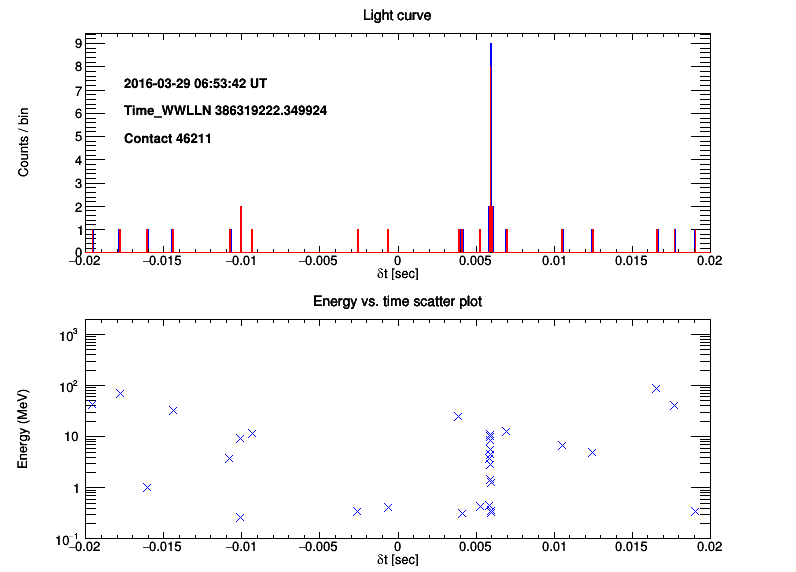 Light curve
9
8
7
6
5
4
3
2
1
0
Counts / bin
2016-03-29 06:53:42 UT
Time_WWLLN 386319222.349924
Contact 46211
−0.02 −0.015 −0.01 −0.005 0 0.005 0.01 0.015 0.02
δt [sec]
Energy vs. time scatter plot
10³
10²
10
1
10⁻¹
Energy (MeV)
−0.02 −0.015 −0.01 −0.005 0 0.005 0.01 0.015 0.02
δt [sec]